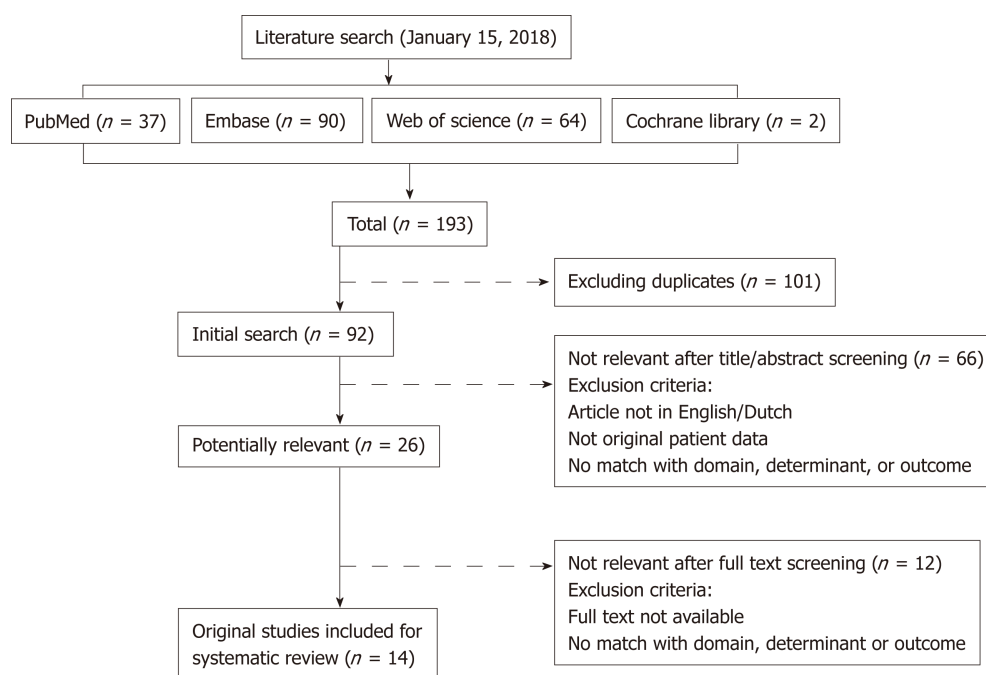 Literature search (January 15, 2018)
PubMed (n = 37)
Embase (n = 90)
Web of science (n = 64)
Cochrane library (n = 2)
Total (n = 193)
Excluding duplicates (n = 101)
Initial search (n = 92)
Not relevant after title/abstract screening (n = 66)
Exclusion criteria:
Article not in English/Dutch
Not original patient data
No match with domain, determinant, or outcome
Potentially relevant (n = 26)
Not relevant after full text screening (n = 12)
Exclusion criteria:
Full text not available
No match with domain, determinant or outcome
Original studies included for
systematic review (n = 14)